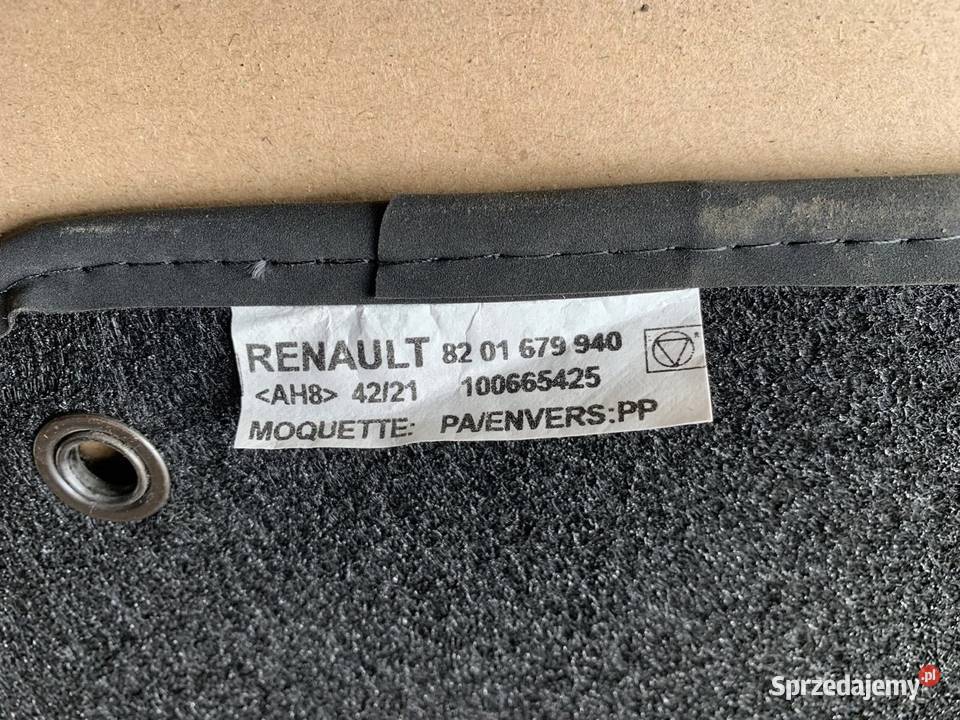 RENAULT 82 01 679 940
<AH8> 42/21 100665425
MOQUETTE: PA/ENVERS:PP
Sprzedajemy.pl